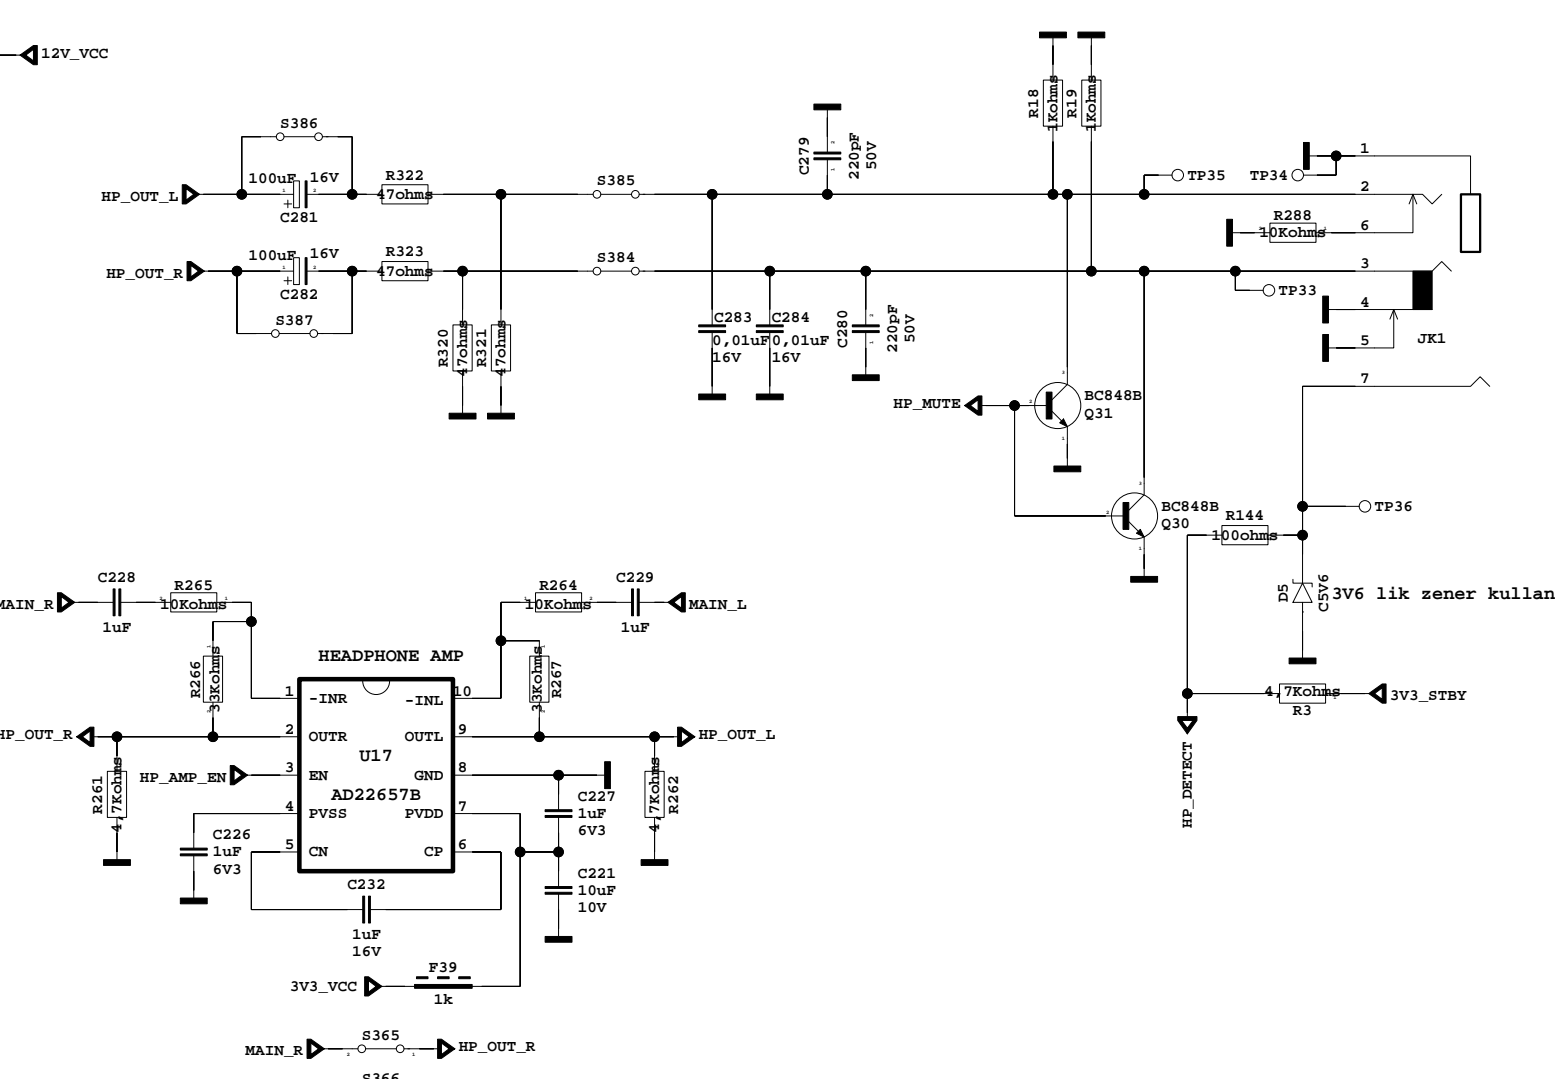 12V_VCC
S386
100uF 16V
HP_OUT_L
C281
R322
47ohms
S385
C279
220pF
50V
R18
1Kohms
R19
1Kohms
TP35
TP34
1
2
R288
10Kohms
6
100uF 16V
HP_OUT_R
C282
S387
R323
47ohms
S384
3
TP33
4
5
JK1
7
R320
47ohms
R321
47ohms
C283
0,01uF
16V
C284
0,01uF
16V
C280
220pF
50V
HP_MUTE
BC848B
Q31
BC848B
Q30
R144
100ohms
TP36
D5
C5V6
3V6 lik zener kullan
4,7Kohms
R3
3V3_STBY
HP_DETECT
MAIN_R
C228
1uF
R265
10Kohms
R264
10Kohms
C229
1uF
MAIN_L
R266
33Kohms
R267
33Kohms
HEADPHONE AMP
1 -INR
-INL 10
HP_OUT_R
2 OUTR
OUTL 9
HP_OUT_L
U17
R261
4,7Kohms
HP_AMP_EN
3 EN
GND 8
R262
4,7Kohms
AD22657B
4 PVSS
PVDD 7
5 CN
CP 6
C226
1uF
6V3
C227
1uF
6V3
C232
1uF
16V
C221
10uF
10V
3V3_VCC
F39
1k
MAIN_R
S365
HP_OUT_R
S366